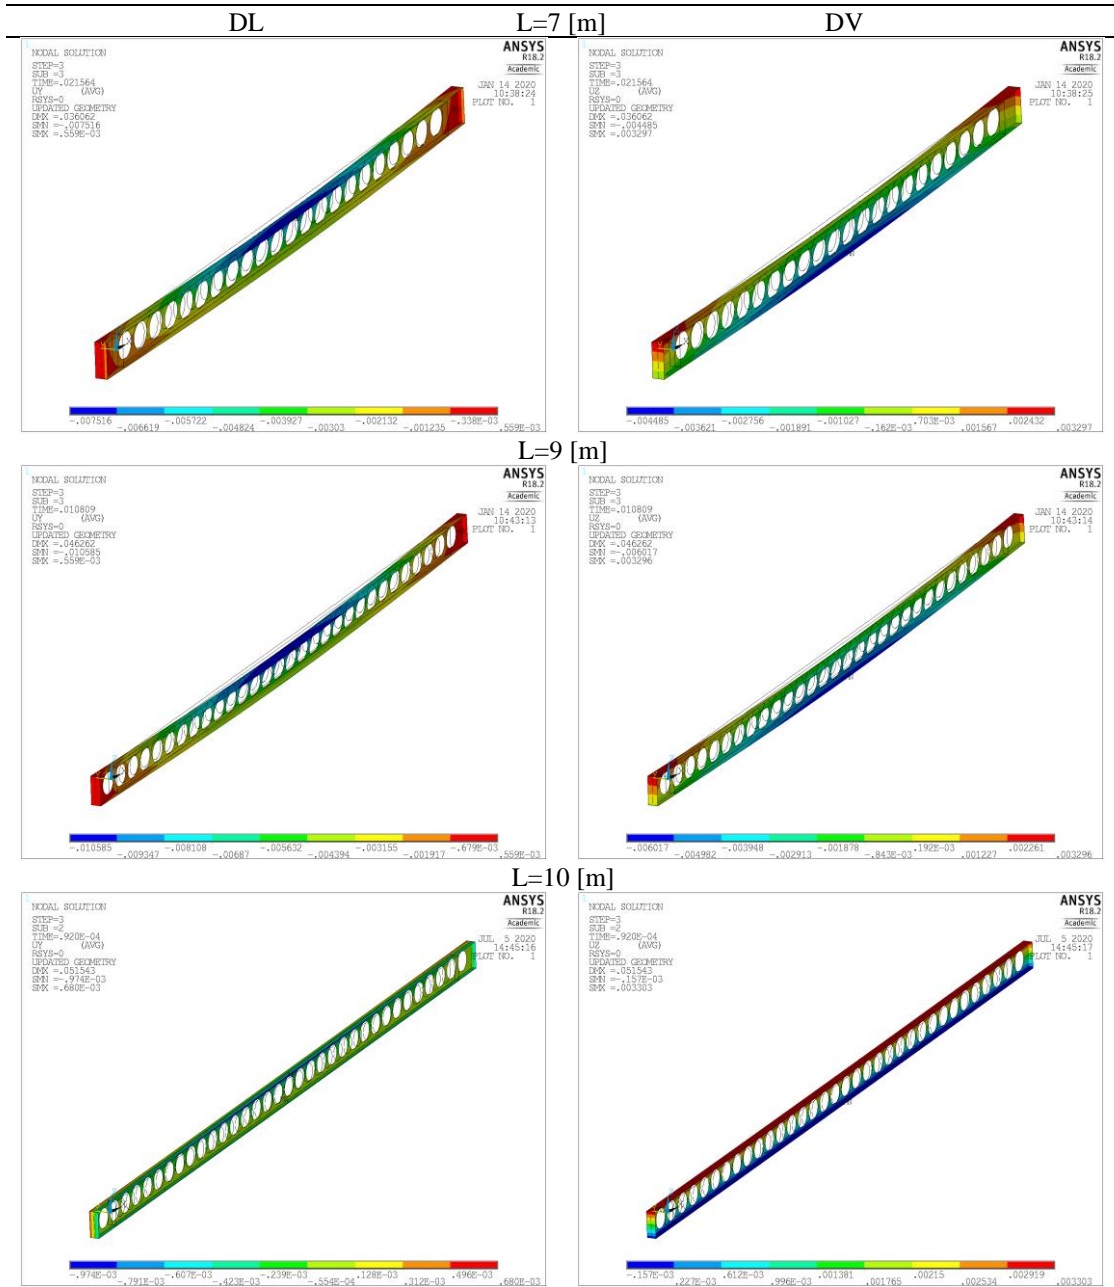 DL L=7 [m] DV
1
NODAL SOLUTION
STEP=3
SUB =3
TIME=.021564
UY (AVG)
RSYS=0
UPDATED GEOMETRY
DMX =.036062
SMN =-.007516
SMX =.559E-03
ANSYS
R18.2
Academic
JAN 14 2020
10:38:24
PLOT NO. 1
-.007516 -.005722 -.003927 -.002132 -.338E-03
-.006619 -.004824 -.00303 -.001235 .559E-03
1
NODAL SOLUTION
STEP=3
SUB =3
TIME=.021564
UZ (AVG)
RSYS=0
UPDATED GEOMETRY
DMX =.036062
SMN =-.004485
SMX =.003297
ANSYS
R18.2
Academic
JAN 14 2020
10:38:25
PLOT NO. 1
-.004485 -.002756 -.001027 .703E-03 .002432
-.003621 -.001891 -.162E-03 .001567 .003297
L=9 [m]
1
NODAL SOLUTION
STEP=3
SUB =3
TIME=.010809
UY (AVG)
RSYS=0
UPDATED GEOMETRY
DMX =.046262
SMN =-.010585
SMX =.559E-03
ANSYS
R18.2
Academic
JAN 14 2020
10:43:13
PLOT NO. 1
-.010585 -.008108 -.005632 -.003155 -.679E-03
-.009347 -.00687 -.004394 -.001917 .559E-03
1
NODAL SOLUTION
STEP=3
SUB =3
TIME=.010809
UZ (AVG)
RSYS=0
UPDATED GEOMETRY
DMX =.046262
SMN =-.006017
SMX =.003296
ANSYS
R18.2
Academic
JAN 14 2020
10:43:14
PLOT NO. 1
-.006017 -.003948 -.001878 .192E-03 .002261
-.004982 -.002913 -.843E-03 .001227 .003296
L=10 [m]
1
NODAL SOLUTION
STEP=3
SUB =2
TIME=.920E-04
UY (AVG)
RSYS=0
UPDATED GEOMETRY
DMX =.051543
SMN =-.974E-03
SMX =.680E-03
ANSYS
R18.2
Academic
JUL 5 2020
14:45:16
PLOT NO. 1
-.974E-03 -.607E-03 -.239E-03 .128E-03 .496E-03
-.791E-03 -.423E-03 -.554E-04 .312E-03 .680E-03
1
NODAL SOLUTION
STEP=3
SUB =2
TIME=.920E-04
UZ (AVG)
RSYS=0
UPDATED GEOMETRY
DMX =.051543
SMN =-.157E-03
SMX =.003303
ANSYS
R18.2
Academic
JUL 5 2020
14:45:17
PLOT NO. 1
-.157E-03 .612E-03 .001381 .00215 .002919
.227E-03 .996E-03 .001765 .002534 .003303